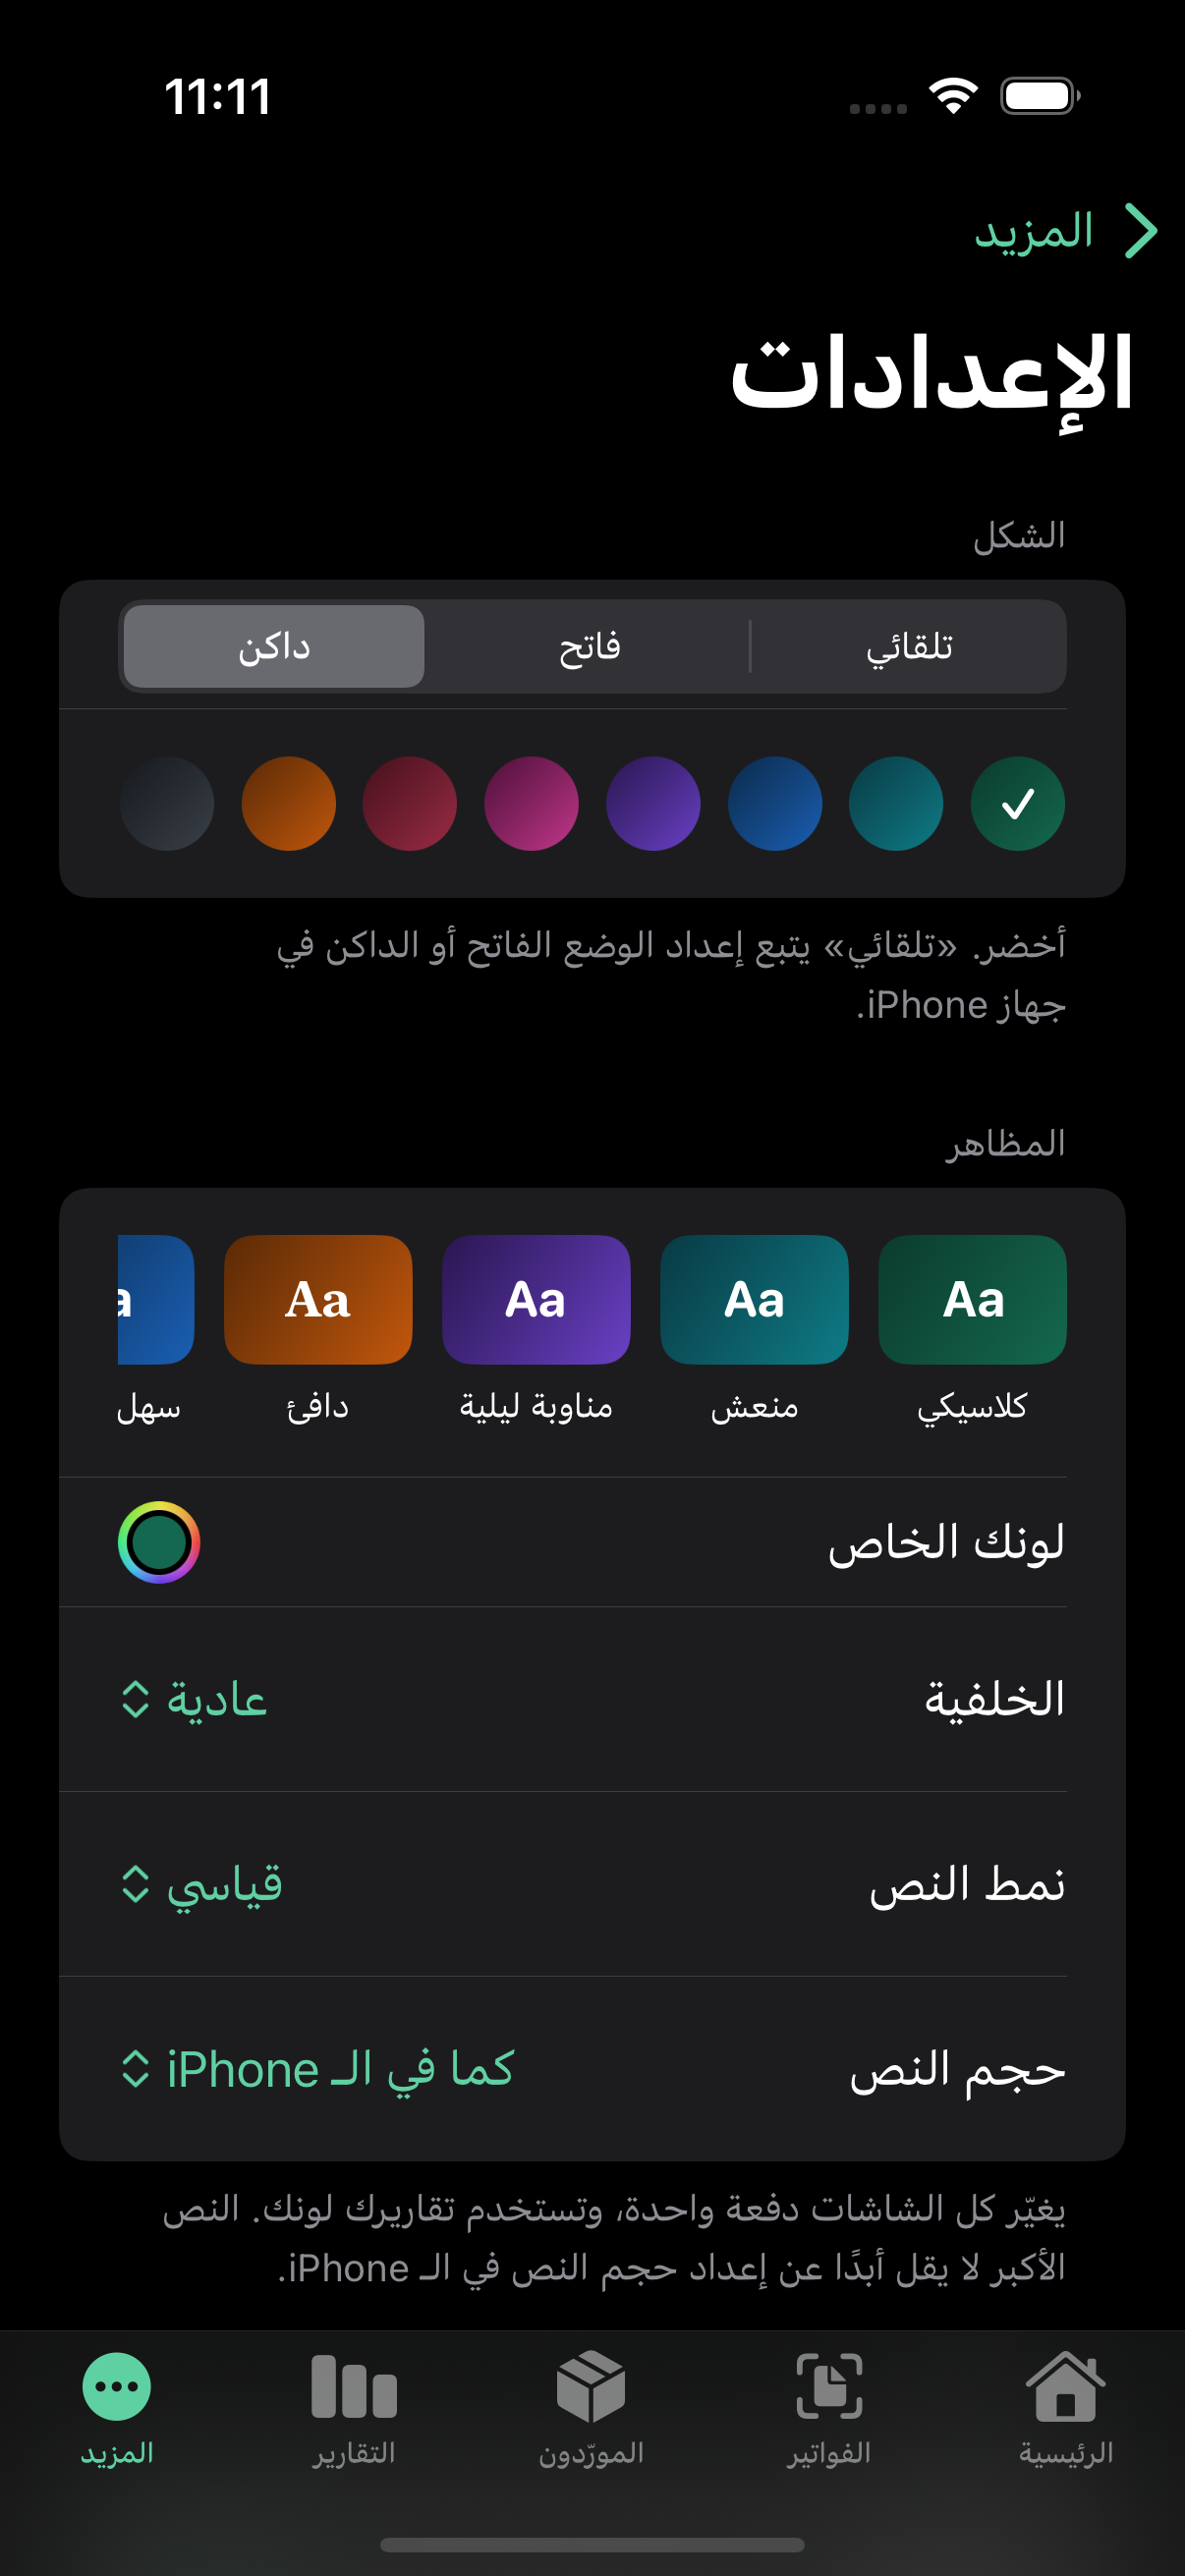 11:11
المزيد
الإعدادات
الشكل
تلقائي فاتح داكن
أخضر. «تلقائي» يتبع إعداد الوضع الفاتح أو الداكن في
جهاز iPhone.
المظاهر
Aa Aa Aa Aa a
كلاسيكي منعش مناوبة ليلية دافئ سهل
لونك الخاص
الخلفية عادية
نمط النص قياسي
حجم النص كما في الـ iPhone
يغيّر كل الشاشات دفعة واحدة، وتستخدم تقاريرك لونك. النص
الأكبر لا يقل أبدًا عن إعداد حجم النص في الـ iPhone.
الرئيسية الفواتير المورّدون التقارير المزيد